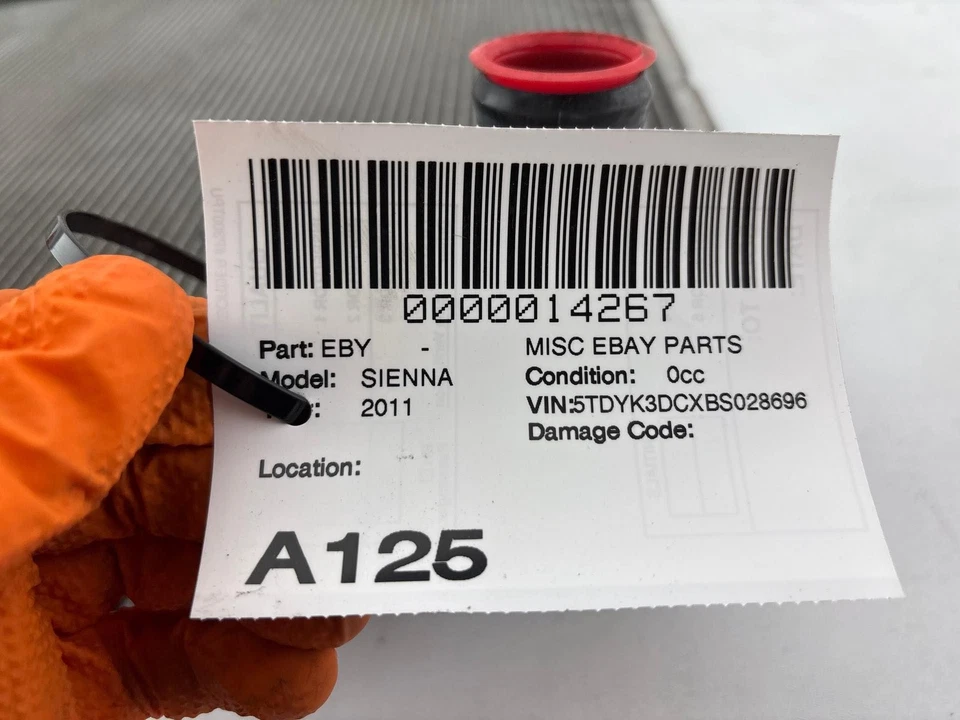 0000014267
Part: EBY - MISC EBAY PARTS
Model: SIENNA Condition: 0cc
2011 VIN:5TDYK3DCXBS028696
Damage Code:
Location:
A125